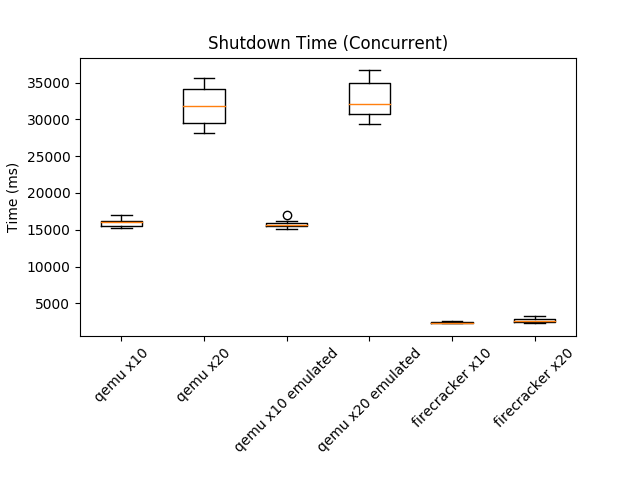 Shutdown Time (Concurrent)
Time (ms)
35000
30000
25000
20000
15000
10000
5000
qemu x10
qemu x20
qemu x10 emulated
qemu x20 emulated
firecracker x10
firecracker x20